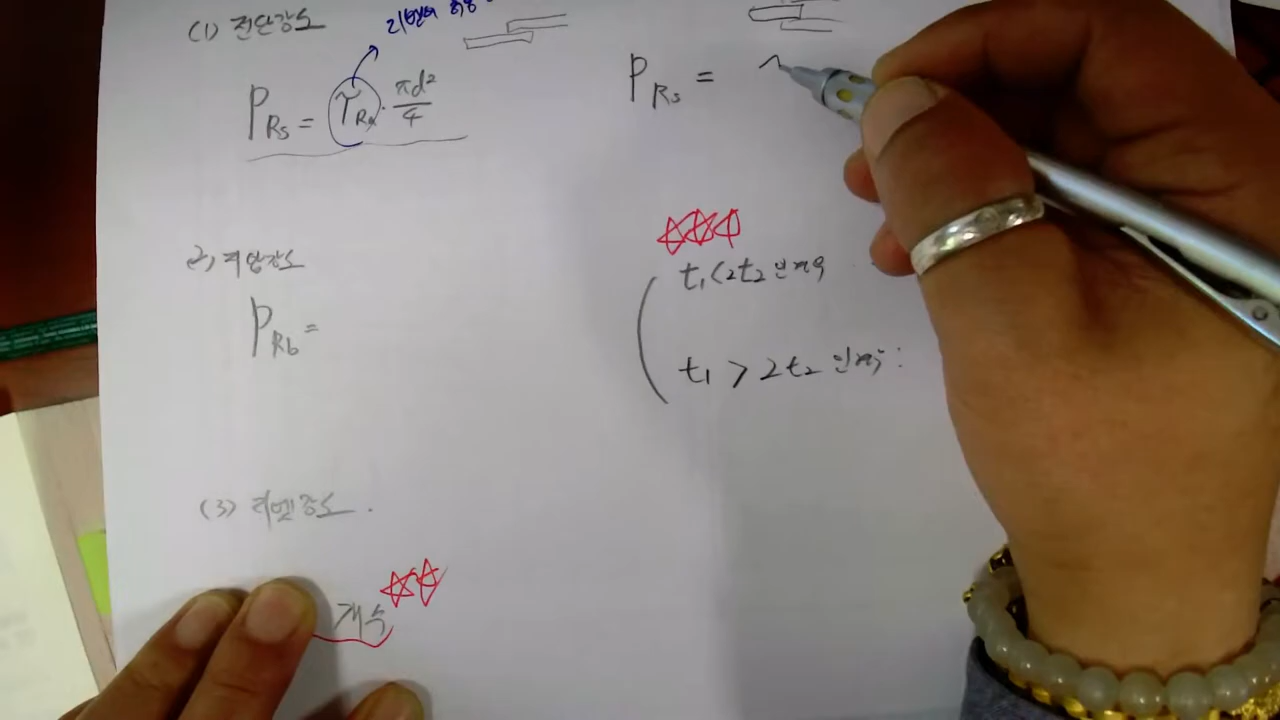 (1) 전단강도
리벳의 허용
P_Rs = τ_Ra · πd²/4
P_Rs =
(2) 지압강도
P_Rb =
t₁<2t₂ 인 경우
t₁ > 2t₂ 인 경우:
(3) 리벳강도.
개수